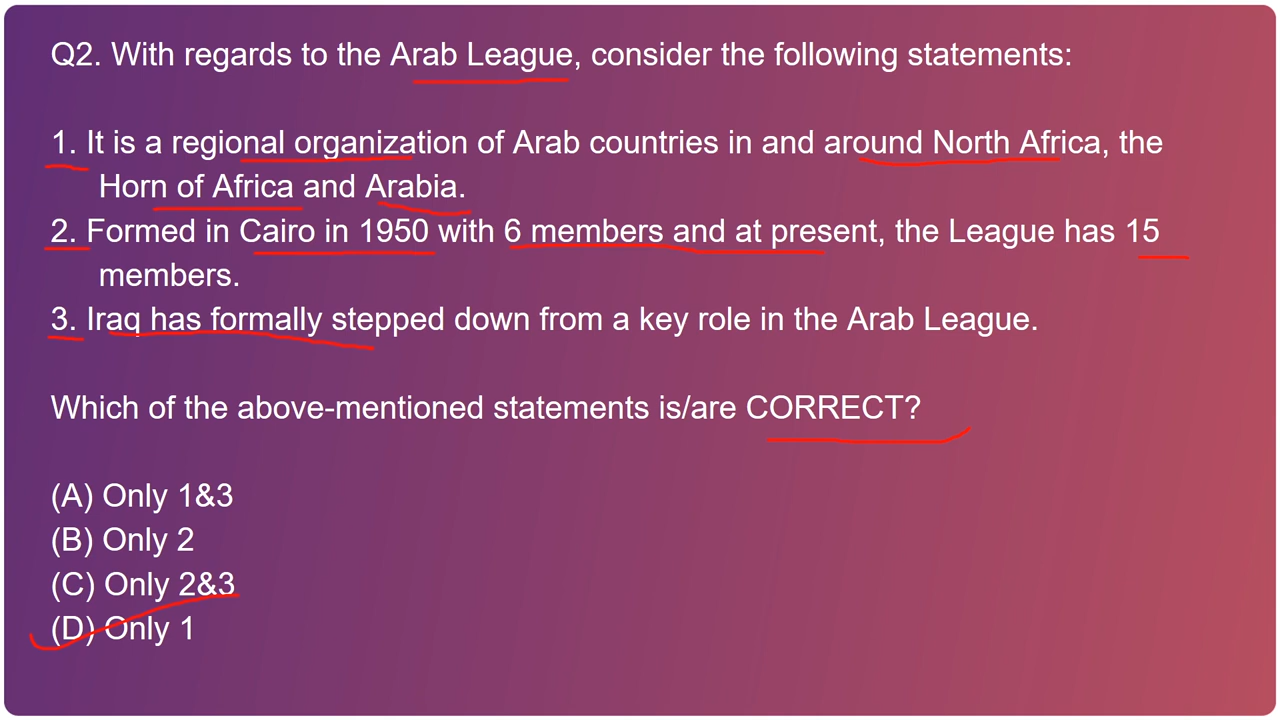 Q2. With regards to the Arab League, consider the following statements:
1. It is a regional organization of Arab countries in and around North Africa, the
Horn of Africa and Arabia.
2. Formed in Cairo in 1950 with 6 members and at present, the League has 15
members.
3. Iraq has formally stepped down from a key role in the Arab League.
Which of the above-mentioned statements is/are CORRECT?
(A) Only 1&3
(B) Only 2
(C) Only 2&3
(D) Only 1